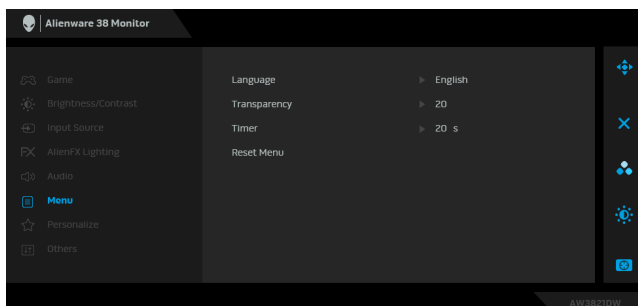 Alienware 38 Monitor
Game
Brightness/Contrast
Input Source
FX AlienFX Lighting
Audio
Menu
Personalize
Others
Language English
Transparency 20
Timer 20 s
Reset Menu
AW3821DW